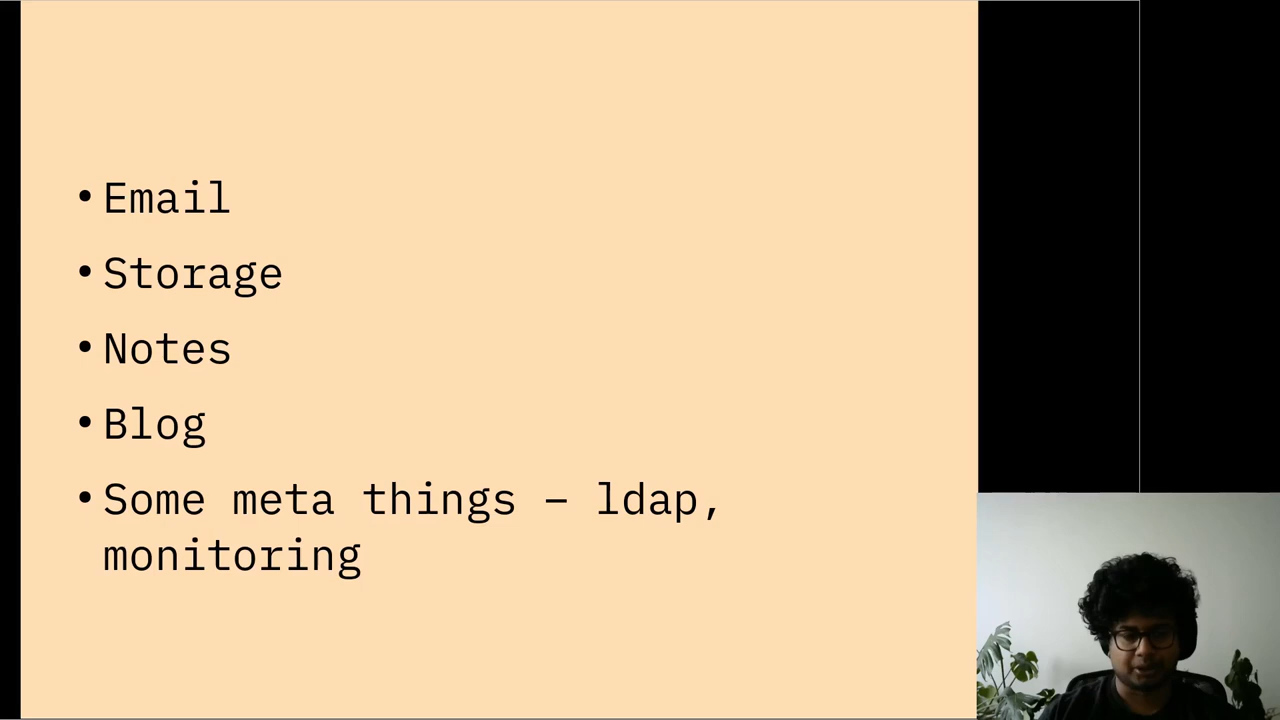 • Email
• Storage
• Notes
• Blog
• Some meta things – ldap,
monitoring